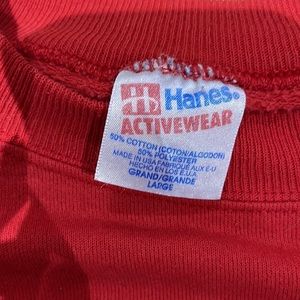 Hanes®
ACTIVEWEAR
50% COTTON (COTON/ALGODON)
50% POLYESTER
MADE IN USA FABRIQUE AUX E-U
HECHO EN LOS E.U.A.
GRAND/GRANDE
LARGE